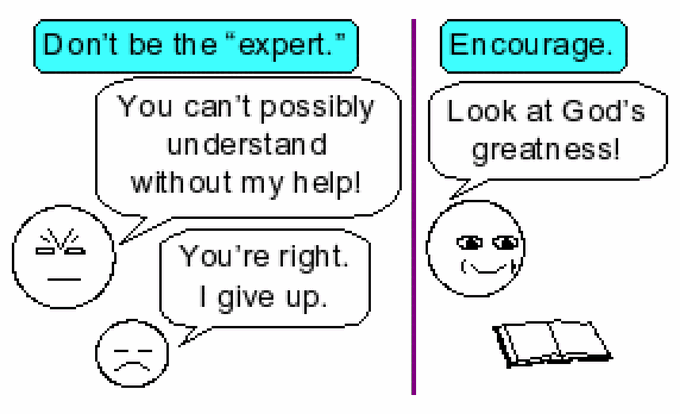 Don't be the “expert.”
You can't possibly
understand
without my help!
You're right.
I give up.
Encourage.
Look at God's
greatness!